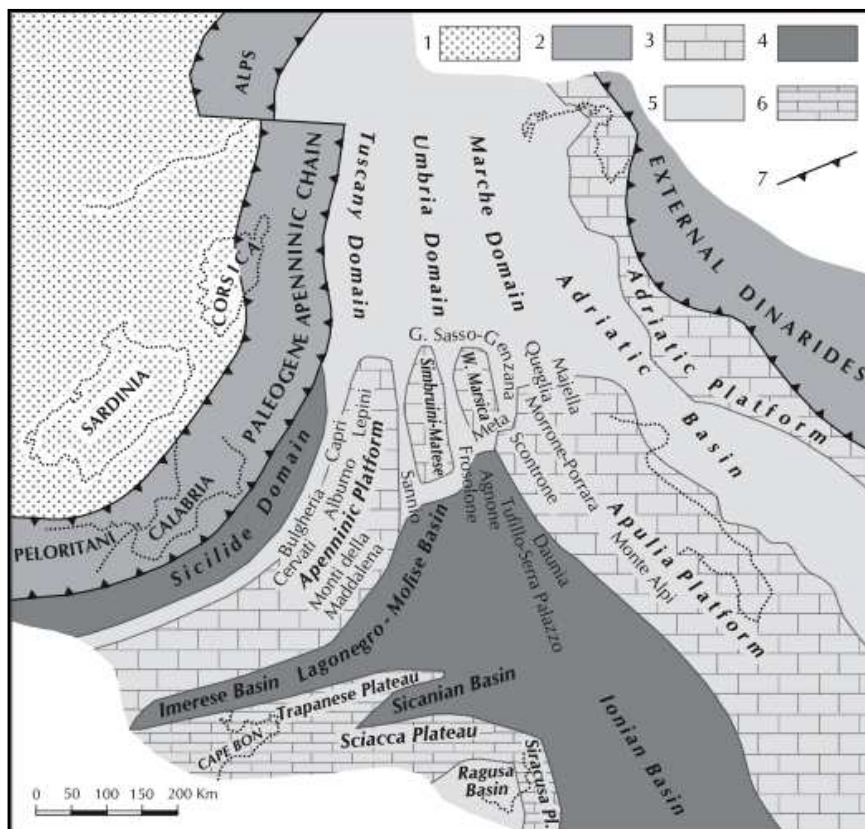 1
2
3
4
5
6
7
ALPS
Tuscany Domain
Umbria Domain
Marche Domain
EXTERNAL DINARIDES
PALEOGENE APENNINIC CHAIN
CORSICA
SARDINIA
Adriatic Platform
Adriatic Basin
G. Sasso-Genzana
Queglia
Majella
Simbruini-Matese
W. Marsica
Meta
Morrone-Porrara
Scontrone
Lepini
Capri
Alburno
Bulgheria
Cervati
Apenninic Platform
Monti della
Maddalena
Sannio
Frosolone
Agnone
Tufillo-Serra Palazzo
Daunia
Apulia Platform
Monte Alpi
CALABRIA
PELORITANI
Sicilide Domain
Lagonegro - Molise Basin
Imerese Basin
Trapanese Plateau
Sicanian Basin
CAPE BON
Sciacca Plateau
Ionian Basin
Ragusa
Basin
Siracusa Pl.
0 50 100 150 200 Km